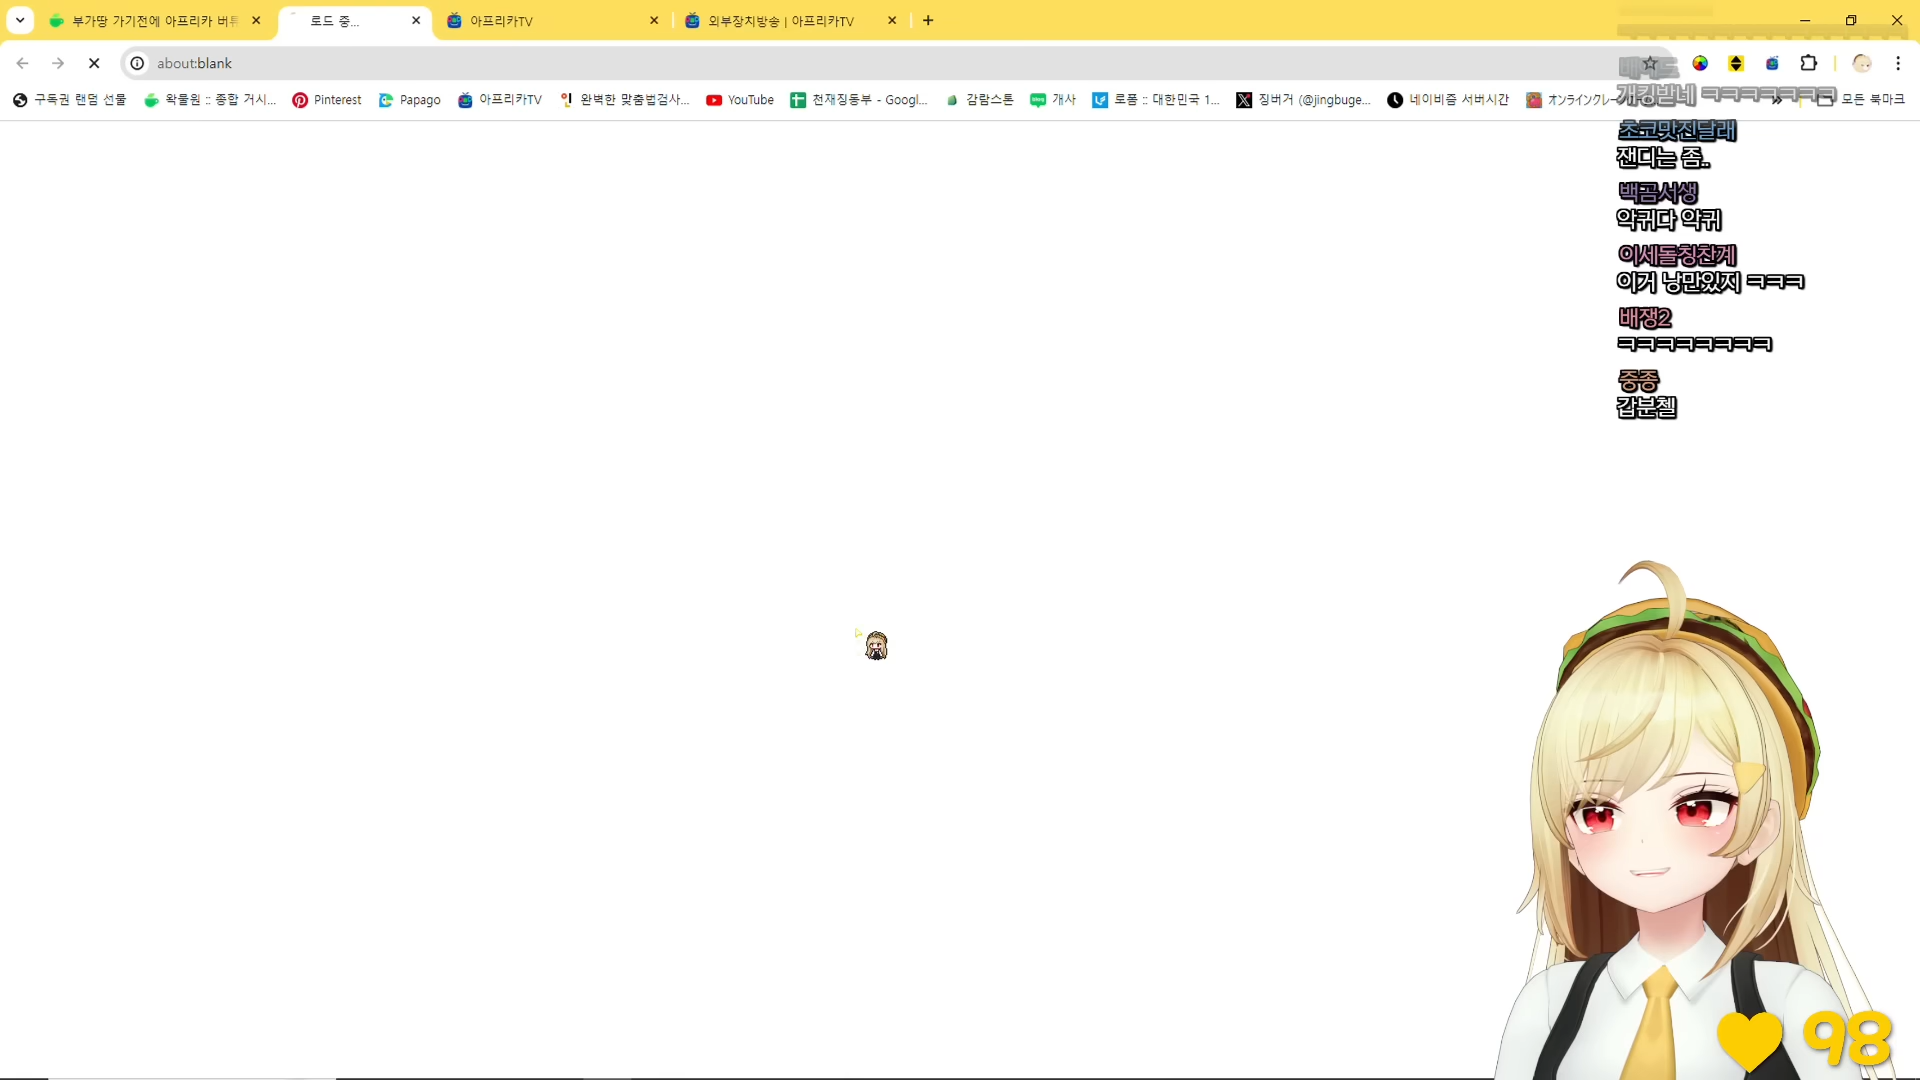 부가땅 가기전에 아프리카 버튜
로드 중...
아프리카TV
외부장치방송 | 아프리카TV
about:blank
구독권 랜덤 선물
왁물원 :: 종합 거시...
Pinterest
Papago
아프리카TV
완벽한 맞춤법검사...
YouTube
천재징동부 - Googl...
감람스톤
개사
로폼 :: 대한민국 1...
징버거 (@jingbuge...
네이비즘 서버시간
オンラインクレー
모든 북마크
개킹받네 ㅋㅋㅋㅋㅋㅋㅋ
초코맛진달래
잰디는 좀..
백곰서생
악귀다 악귀
이세돌칭찬계
이거 낭만있지 ㅋㅋㅋ
배쟁2
ㅋㅋㅋㅋㅋㅋㅋㅋ
중종
갑분첼
98